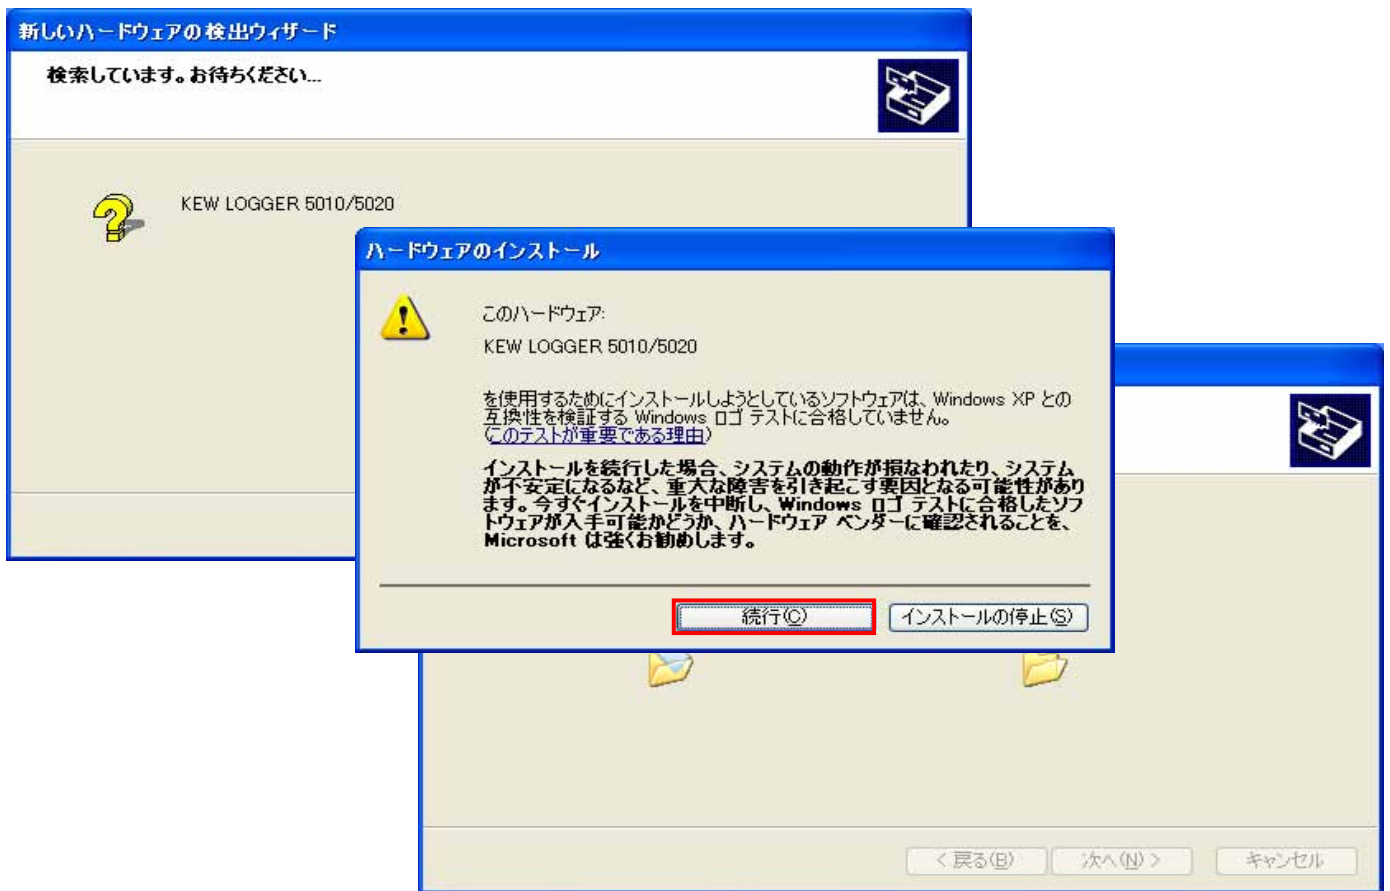 新しいハードウェアの検出ウィザード
検索しています。お待ちください...
KEW LOGGER 5010/5020
ハードウェアのインストール
このハードウェア:
KEW LOGGER 5010/5020
を使用するためにインストールしようとしているソフトウェアは、Windows XP との
互換性を検証する Windows ロゴ テストに合格していません。
(このテストが重要である理由)
インストールを続行した場合、システムの動作が損なわれたり、システム
が不安定になるなど、重大な障害を引き起こす要因となる可能性があり
ます。今すぐインストールを中断し、Windows ロゴ テストに合格したソフ
トウェアが入手可能かどうか、ハードウェア ベンダーに確認されることを、
Microsoft は強くお勧めします。
続行(C) インストールの停止(S)
< 戻る(B) 次へ(N) > キャンセル